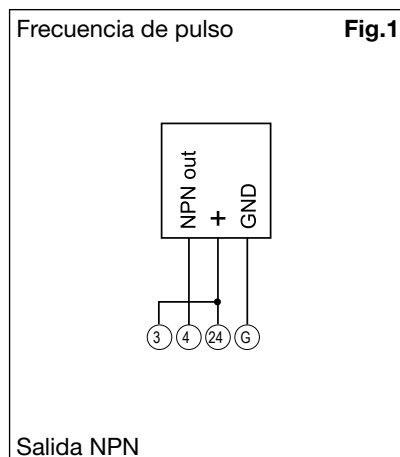 Frecuencia de pulso Fig.1
NPN out
+
GND
3 4 24 G
Salida NPN